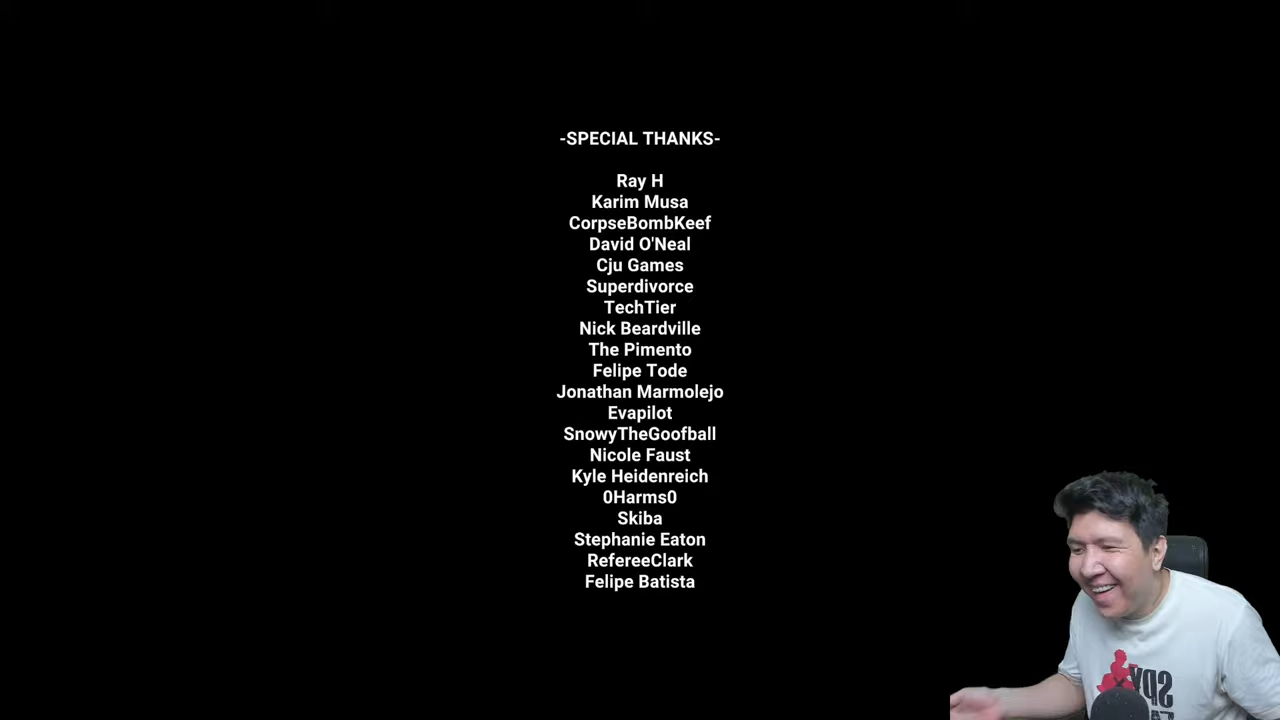 -SPECIAL THANKS-
Ray H
Karim Musa
CorpseBombKeef
David O'Neal
Cju Games
Superdivorce
TechTier
Nick Beardville
The Pimento
Felipe Tode
Jonathan Marmolejo
Evapilot
SnowyTheGoofball
Nicole Faust
Kyle Heidenreich
0Harms0
Skiba
Stephanie Eaton
RefereeClark
Felipe Batista
SPY